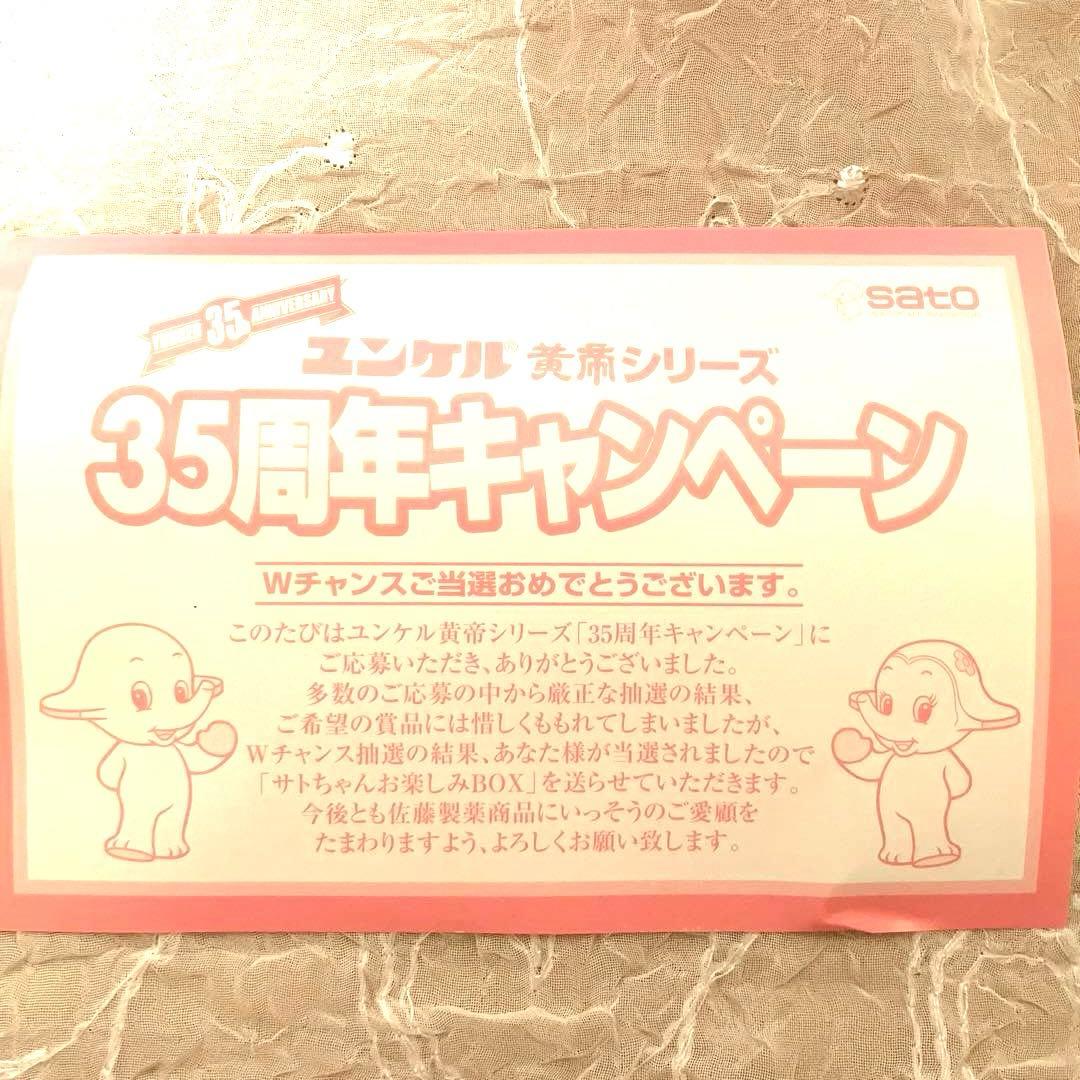 YUNKER 35th ANNIVERSARY
sato
ユンケル® 黄帝シリーズ
35周年キャンペーン
Wチャンスご当選おめでとうございます。
このたびはユンケル黄帝シリーズ「35周年キャンペーン」に
ご応募いただき、ありがとうございました。
多数のご応募の中から厳正な抽選の結果、
ご希望の賞品には惜しくももれてしまいましたが、
Wチャンス抽選の結果、あなた様が当選されましたので
「サトちゃんお楽しみBOX」を送らせていただきます。
今後とも佐藤製薬商品にいっそうのご愛顧を
たまわりますよう、よろしくお願い致します。